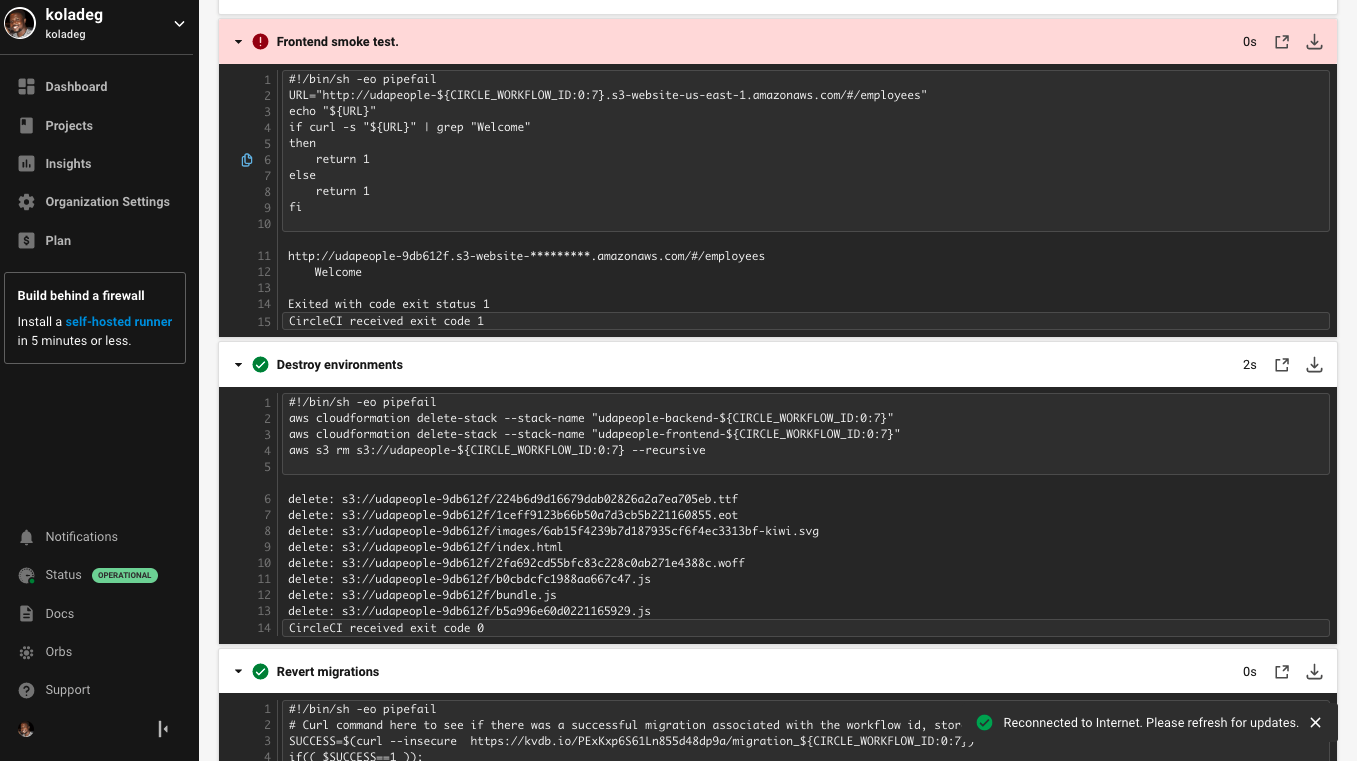 koladeg
koladeg
Dashboard
Projects
Insights
Organization Settings
Plan
Build behind a firewall
Install a self-hosted runner
in 5 minutes or less.
Notifications
Status OPERATIONAL
Docs
Orbs
Support
Frontend smoke test. 0s
1 #!/bin/sh -eo pipefail
2 URL="http://udapeople-${CIRCLE_WORKFLOW_ID:0:7}.s3-website-us-east-1.amazonaws.com/#/employees"
3 echo "${URL}"
4 if curl -s "${URL}" | grep "Welcome"
5 then
6     return 1
7 else
8     return 1
9 fi
10
11 http://udapeople-9db612f.s3-website-*********.amazonaws.com/#/employees
12     Welcome
13
14 Exited with code exit status 1
15 CircleCI received exit code 1
Destroy environments 2s
1 #!/bin/sh -eo pipefail
2 aws cloudformation delete-stack --stack-name "udapeople-backend-${CIRCLE_WORKFLOW_ID:0:7}"
3 aws cloudformation delete-stack --stack-name "udapeople-frontend-${CIRCLE_WORKFLOW_ID:0:7}"
4 aws s3 rm s3://udapeople-${CIRCLE_WORKFLOW_ID:0:7} --recursive
5
6 delete: s3://udapeople-9db612f/224b6d9d16679dab02826a2a7ea705eb.ttf
7 delete: s3://udapeople-9db612f/1ceff9123b66b50a7d3cb5b221160855.eot
8 delete: s3://udapeople-9db612f/images/6ab15f4239b7d187935cf6f4ec3313bf-kiwi.svg
9 delete: s3://udapeople-9db612f/index.html
10 delete: s3://udapeople-9db612f/2fa692cd55bfc83c228c0ab271e4388c.woff
11 delete: s3://udapeople-9db612f/b0cbdcfc1988aa667c47.js
12 delete: s3://udapeople-9db612f/bundle.js
13 delete: s3://udapeople-9db612f/b5a996e60d0221165929.js
14 CircleCI received exit code 0
Revert migrations 0s
1 #!/bin/sh -eo pipefail
2 # Curl command here to see if there was a successful migration associated with the workflow id, stor
3 SUCCESS=$(curl --insecure  https://kvdb.io/PExKxp6S61Ln855d48dp9a/migration_${CIRCLE_WORKFLOW_ID:0:7})
4 if(( $SUCCESS==1 ));
Reconnected to Internet. Please refresh for updates.